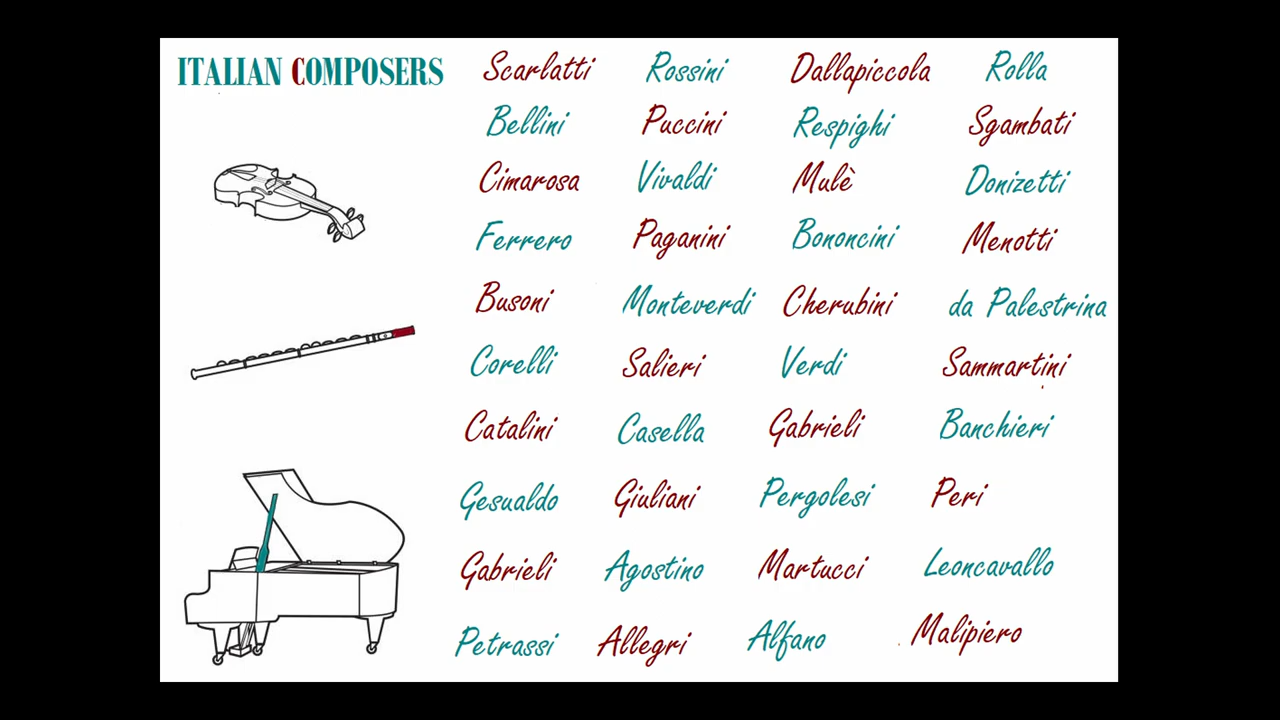 ITALIAN COMPOSERS
Scarlatti Rossini Dallapiccola Rolla
Bellini Puccini Respighi Sgambati
Cimarosa Vivaldi Mulè Donizetti
Ferrero Paganini Bononcini Menotti
Busoni Monteverdi Cherubini da Palestrina
Corelli Salieri Verdi Sammartini
Catalini Casella Gabrieli Banchieri
Gesualdo Giuliani Pergolesi Peri
Gabrieli Agostino Martucci Leoncavallo
Petrassi Allegri Alfano Malipiero